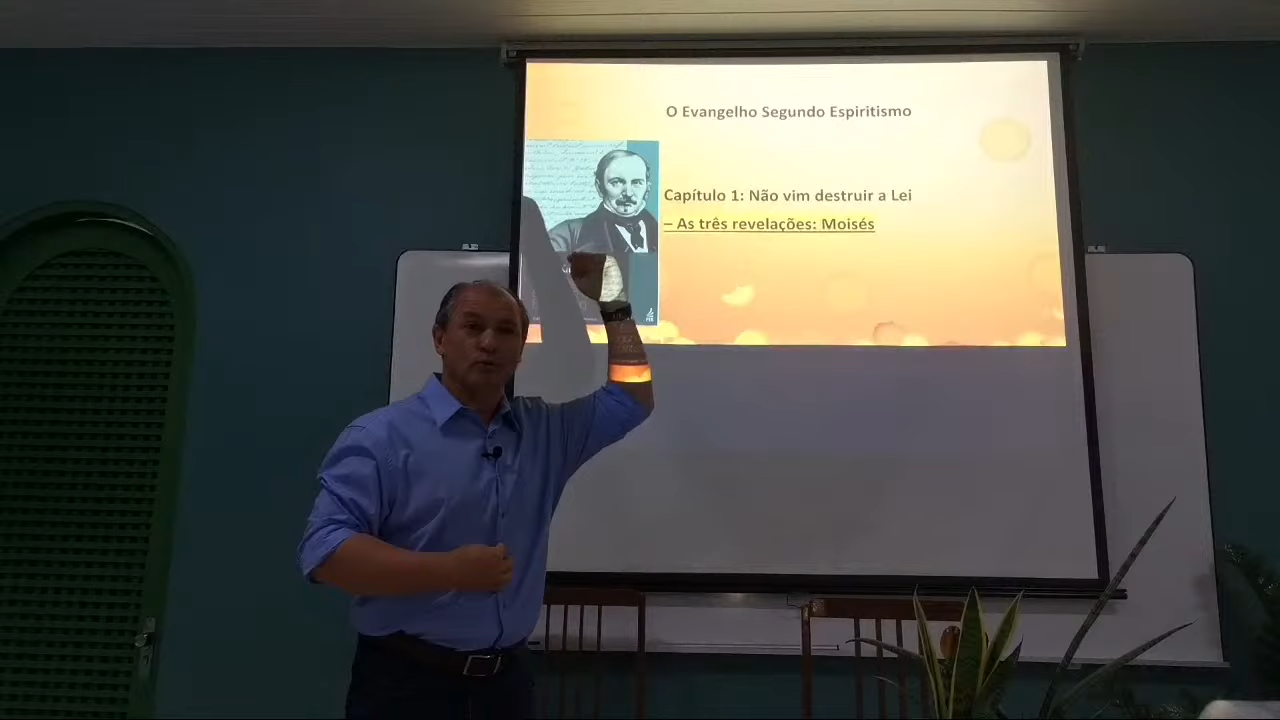 O Evangelho Segundo Espiritismo
Capítulo 1: Não vim destruir a Lei
– As três revelações: Moisés